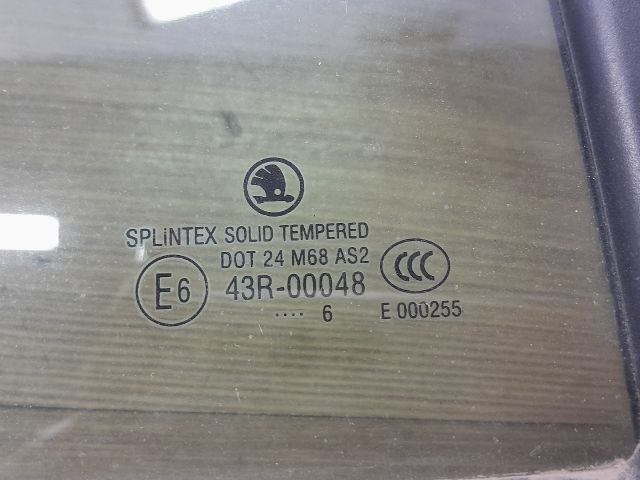 SPLiNTEX SOLID TEMPERED
DOT 24 M68 AS2
CCC
E6
43R-00048
.... 6
E 000255